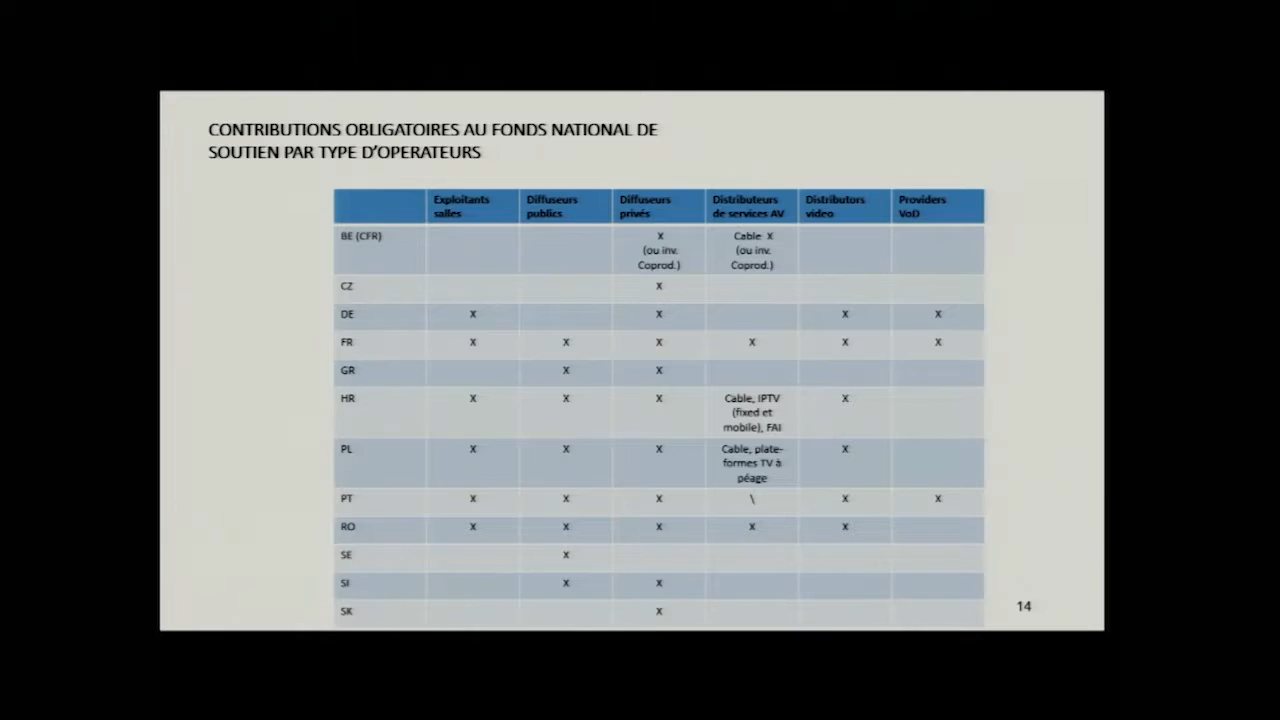 CONTRIBUTIONS OBLIGATOIRES AU FONDS NATIONAL DE
SOUTIEN PAR TYPE D'OPERATEURS
Exploitants salles | Diffuseurs publics | Diffuseurs privés | Distributeurs de services AV | Distributors video | Providers VoD
BE (CFR) | | | X (ou inv. Coprod.) | Cable X (ou inv. Coprod.) | |
CZ | | | X | | |
DE | X | | X | | X | X
FR | X | X | X | X | X | X
GR | | X | X | | |
HR | X | X | X | Cable, IPTV (fixed et mobile), FAI | X |
PL | X | X | X | Cable, plate-formes TV à péage | X |
PT | X | X | X | \ | X | X
RO | X | X | X | X | X |
SE | | X | | | |
SI | | X | X | | |
SK | | | X | | |
14